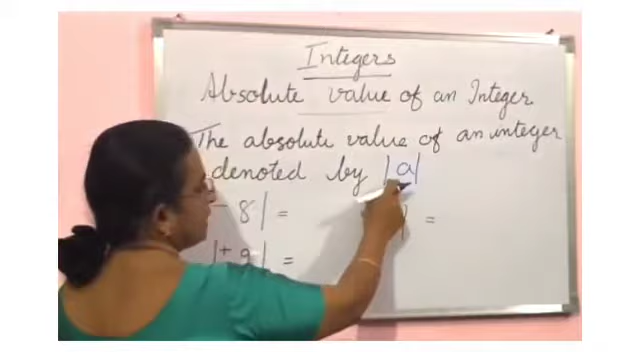 Integers
Absolute value of an Integer
The absolute value of an integer
denoted by |a|
- 8| = | =
|+ 9| =